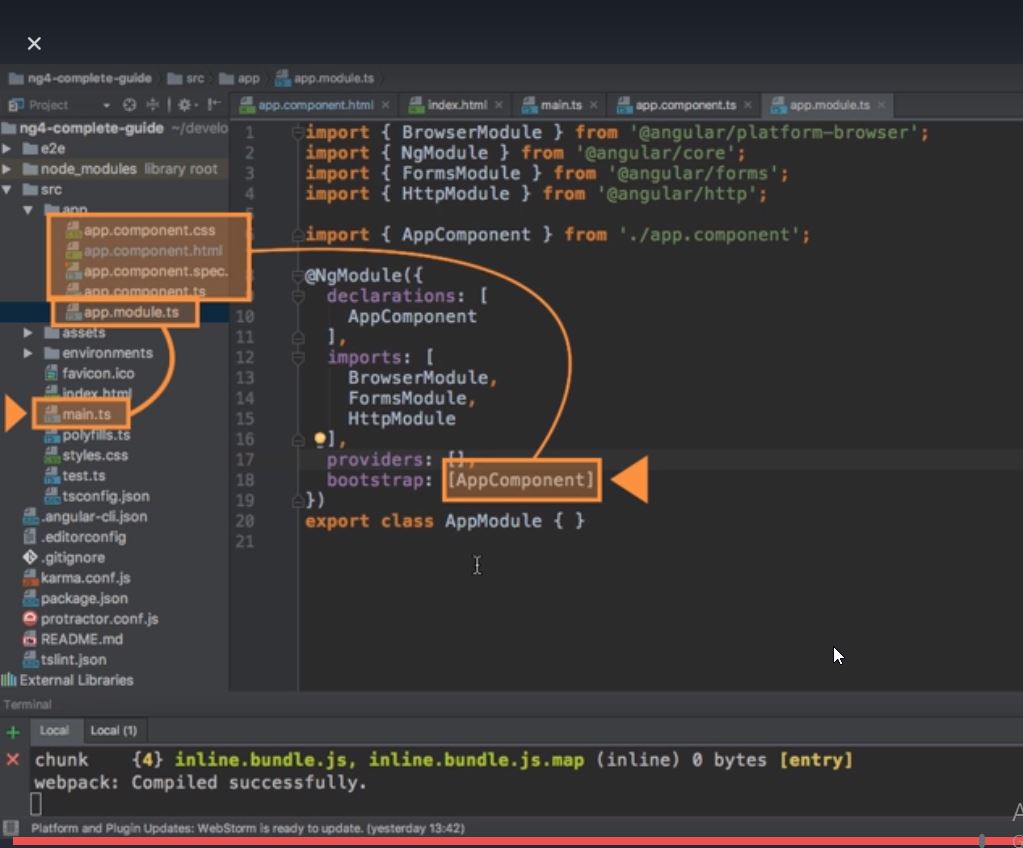 ng4-complete-guide src app app.module.ts
Project
app.component.html index.html main.ts app.component.ts app.module.ts
ng4-complete-guide ~/develo
e2e
node_modules library root
src
app
app.component.css
app.component.html
app.component.spec.
app.component.ts
app.module.ts
assets
environments
favicon.ico
index.html
main.ts
polyfills.ts
styles.css
test.ts
tsconfig.json
.angular-cli.json
.editorconfig
.gitignore
karma.conf.js
package.json
protractor.conf.js
README.md
tslint.json
External Libraries
1 import { BrowserModule } from '@angular/platform-browser';
2 import { NgModule } from '@angular/core';
3 import { FormsModule } from '@angular/forms';
4 import { HttpModule } from '@angular/http';
import { AppComponent } from './app.component';
@NgModule({
declarations: [
10 AppComponent
11 ],
12 imports: [
13 BrowserModule,
14 FormsModule,
15 HttpModule
16 ],
17 providers: [],
18 bootstrap: [AppComponent]
19 })
20 export class AppModule { }
21
Terminal
Local Local (1)
chunk {4} inline.bundle.js, inline.bundle.js.map (inline) 0 bytes [entry]
webpack: Compiled successfully.
Platform and Plugin Updates: WebStorm is ready to update. (yesterday 13:42)